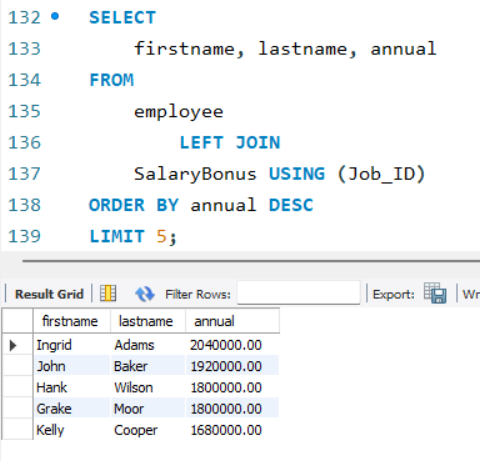 132 SELECT
133 firstname, lastname, annual
134 FROM
135 employee
136 LEFT JOIN
137 SalaryBonus USING (Job_ID)
138 ORDER BY annual DESC
139 LIMIT 5;
Result Grid Filter Rows: Export: Wr
firstname lastname annual
Ingrid Adams 2040000.00
John Baker 1920000.00
Hank Wilson 1800000.00
Grake Moor 1800000.00
Kelly Cooper 1680000.00